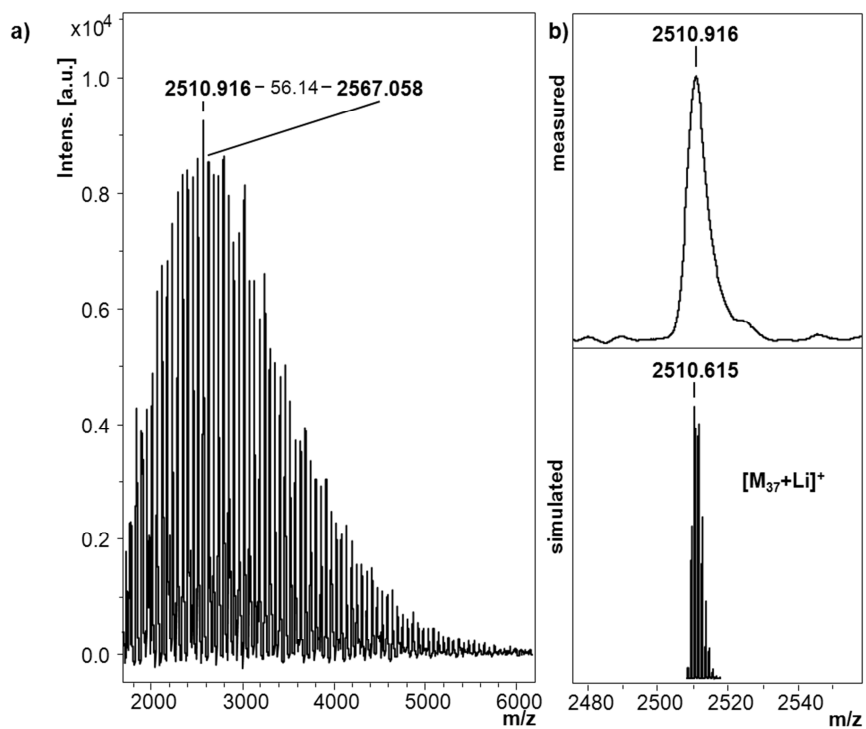 a)
x10⁴
Intens. [a.u.]
1.0
0.8
0.6
0.4
0.2
0.0
2510.916 – 56.14 – 2567.058
2000 3000 4000 5000 6000
m/z
b)
measured
2510.916
simulated
2510.615
[M₃₇+Li]⁺
2480 2500 2520 2540
m/z